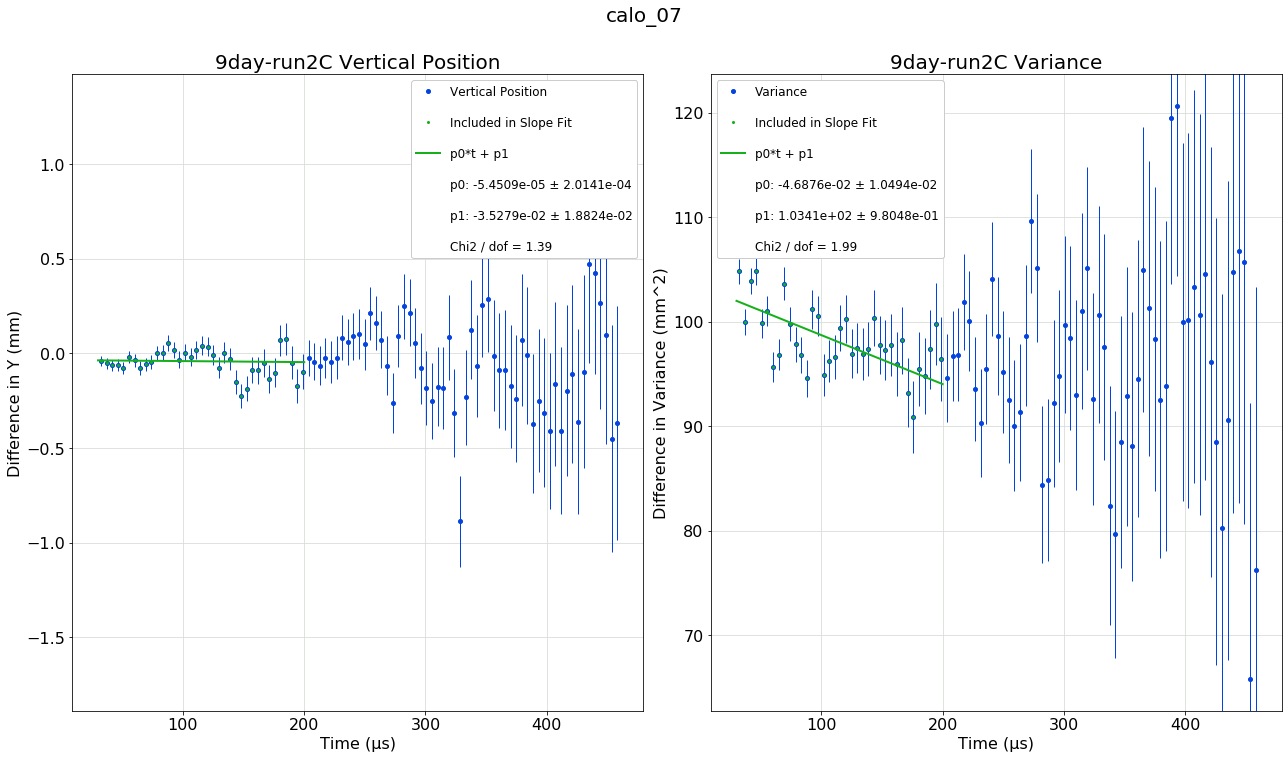 calo_07
9day-run2C Vertical Position
Vertical Position
Included in Slope Fit
p0*t + p1
p0: -5.4509e-05 ± 2.0141e-04
p1: -3.5279e-02 ± 1.8824e-02
Chi2 / dof = 1.39
1.0
0.5
0.0
−0.5
−1.0
−1.5
Difference in Y (mm)
100 200 300 400
Time (μs)
9day-run2C Variance
Variance
Included in Slope Fit
p0*t + p1
p0: -4.6876e-02 ± 1.0494e-02
p1: 1.0341e+02 ± 9.8048e-01
Chi2 / dof = 1.99
120
110
100
90
80
70
Difference in Variance (mm^2)
100 200 300 400
Time (μs)